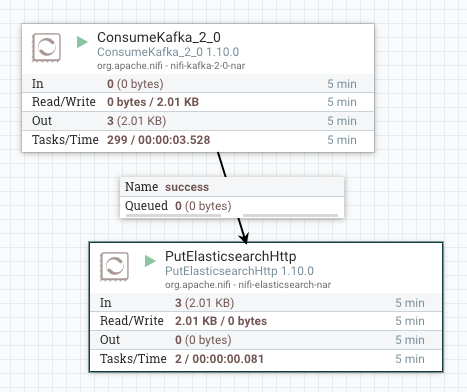 ConsumeKafka_2_0
ConsumeKafka_2_0 1.10.0
org.apache.nifi - nifi-kafka-2-0-nar
In 0 (0 bytes) 5 min
Read/Write 0 bytes / 2.01 KB 5 min
Out 3 (2.01 KB) 5 min
Tasks/Time 299 / 00:00:03.528 5 min
Name success
Queued 0 (0 bytes)
PutElasticsearchHttp
PutElasticsearchHttp 1.10.0
org.apache.nifi - nifi-elasticsearch-nar
In 3 (2.01 KB) 5 min
Read/Write 2.01 KB / 0 bytes 5 min
Out 0 (0 bytes) 5 min
Tasks/Time 2 / 00:00:00.081 5 min